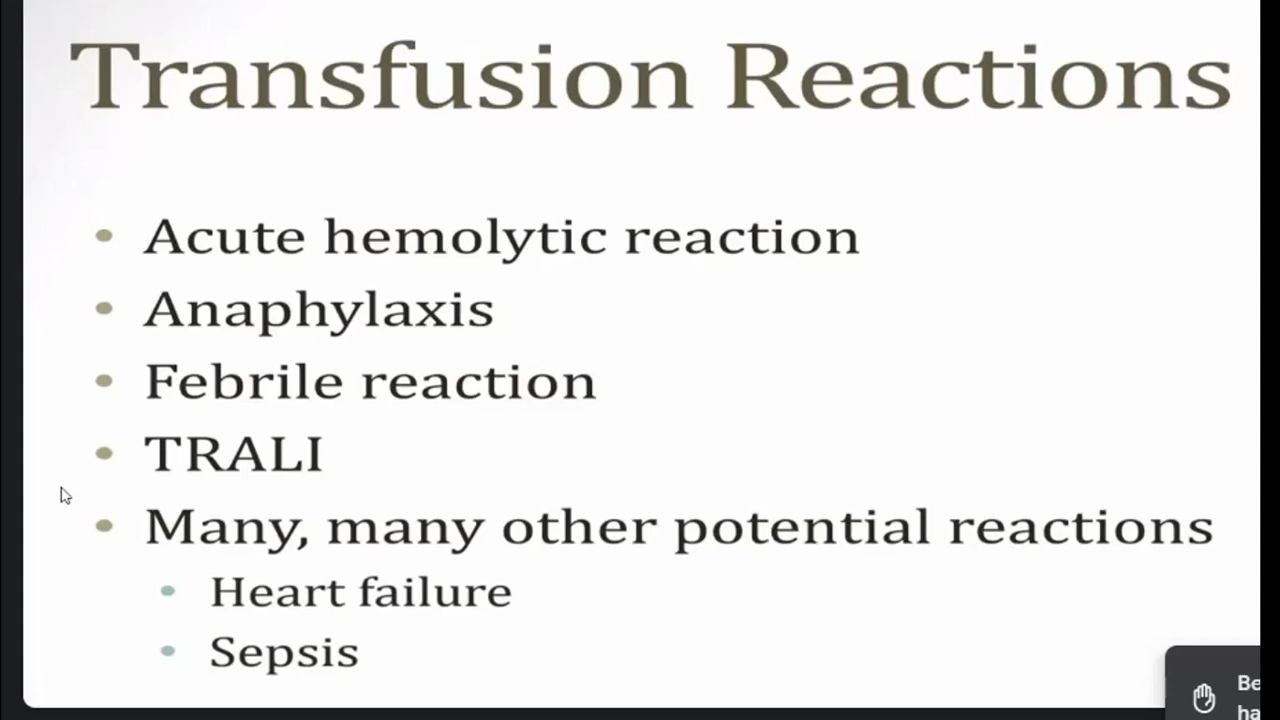 Transfusion Reactions
Acute hemolytic reaction
Anaphylaxis
Febrile reaction
TRALI
Many, many other potential reactions
Heart failure
Sepsis